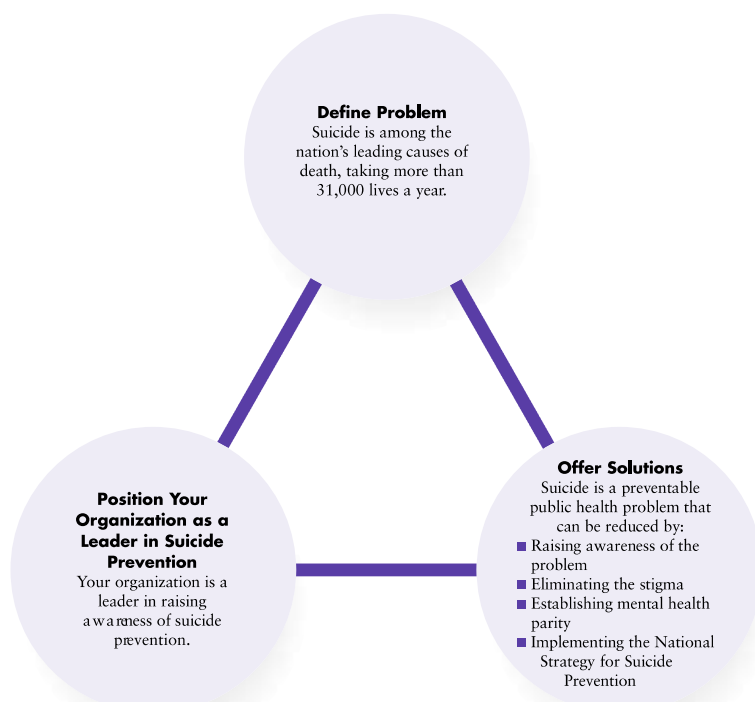 Define Problem
Suicide is among the
nation’s leading causes of
death, taking more than
31,000 lives a year.
Position Your
Organization as a
Leader in Suicide
Prevention
Your organization is a
leader in raising
awareness of suicide
prevention.
Offer Solutions
Suicide is a preventable
public health problem that
can be reduced by:
■ Raising awareness of the
problem
■ Eliminating the stigma
■ Establishing mental health
parity
■ Implementing the National
Strategy for Suicide
Prevention